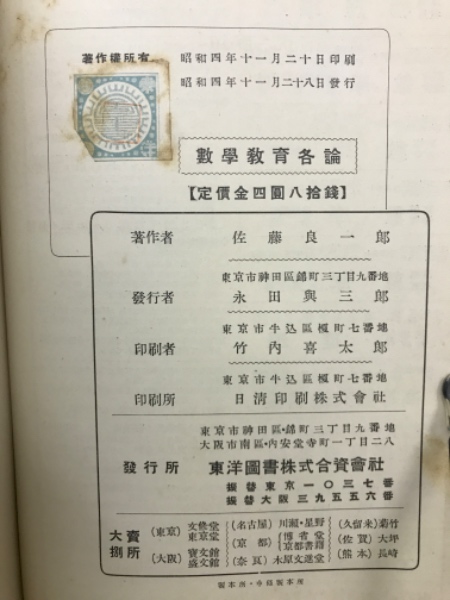 著作權所有
昭和四年十一月二十日印刷
昭和四年十一月二十八日發行
數學敎育各論
【定價金四圓八拾錢】
著作者 佐藤良一郎
東京市神田區錦町三丁目九番地
發行者 永田與三郎
東京市牛込區榎町七番地
印刷者 竹內喜太郎
東京市牛込區榎町七番地
印刷所 日淸印刷株式會社
東京市神田區・錦町三丁目九番地
大阪市南區・內安堂寺町一丁目二八
發行所 東洋圖書株式合資會社
振替東京一〇三七番
振替大阪三九五五六番
大賣捌所
(東京) 文修堂 東京堂
(大阪) 寶文館 盛文館
(名古屋) 川瀨・星野
(京都) 博省堂 京都書籍
(奈良) 木原文進堂
(久留米) 菊竹
(佐賀) 大坪
(熊本) 長崎